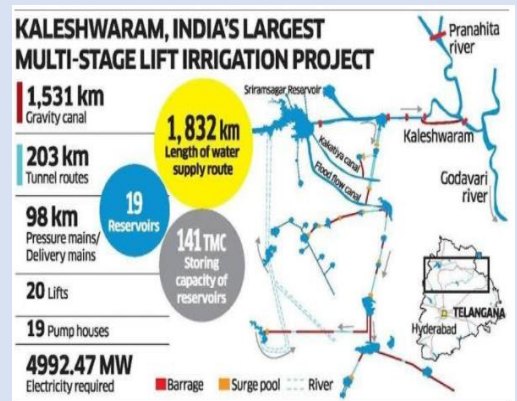 KALESHWARAM, INDIA'S LARGEST
MULTI-STAGE LIFT IRRIGATION PROJECT
1,531 km
Gravity canal
203 km
Tunnel routes
98 km
Pressure mains/
Delivery mains
20 Lifts
19 Pump houses
4992.47 MW
Electricity required
1,832 km
Length of water
supply route
19
Reservoirs
141 TMC
Storing
capacity of
reservoirs
Sriramsagar Reservoir
Kakatiya canal
Flood flow canal
Pranahita
river
Kaleshwaram
Godavari
river
TELANGANA
Hyderabad
Barrage
Surge pool
River